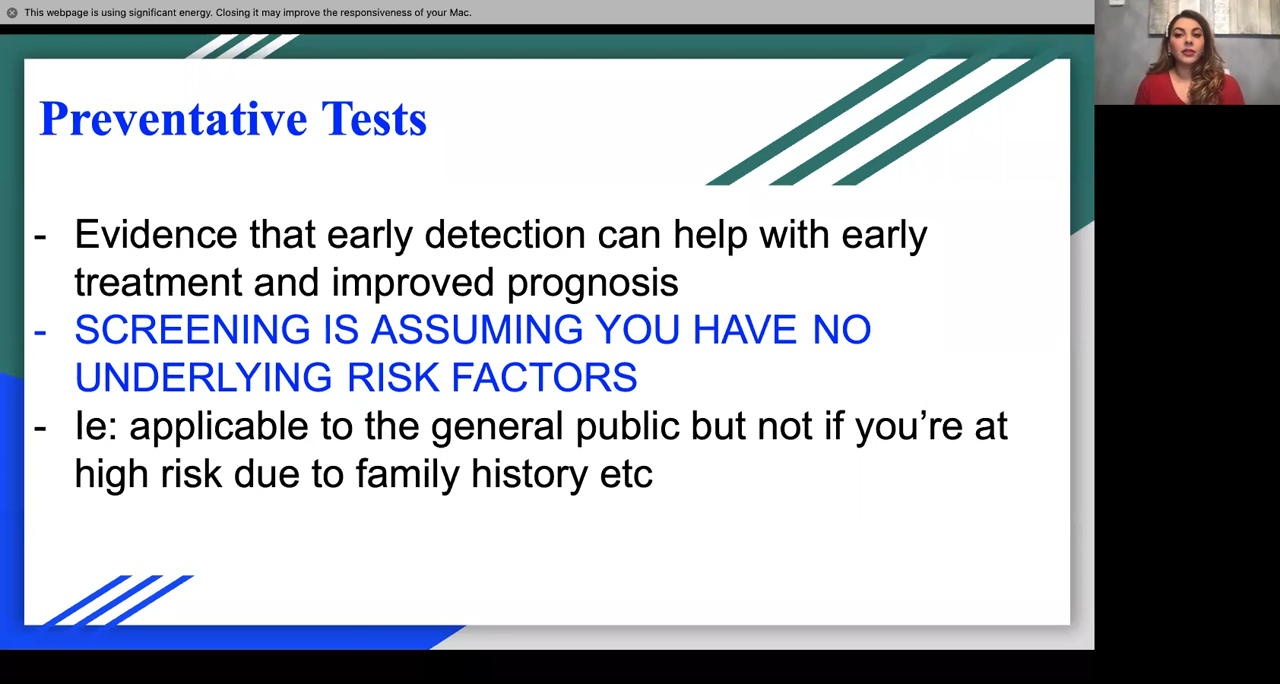 This webpage is using significant energy. Closing it may improve the responsiveness of your Mac.
Preventative Tests
- Evidence that early detection can help with early
treatment and improved prognosis
- SCREENING IS ASSUMING YOU HAVE NO
UNDERLYING RISK FACTORS
- Ie: applicable to the general public but not if you’re at
high risk due to family history etc